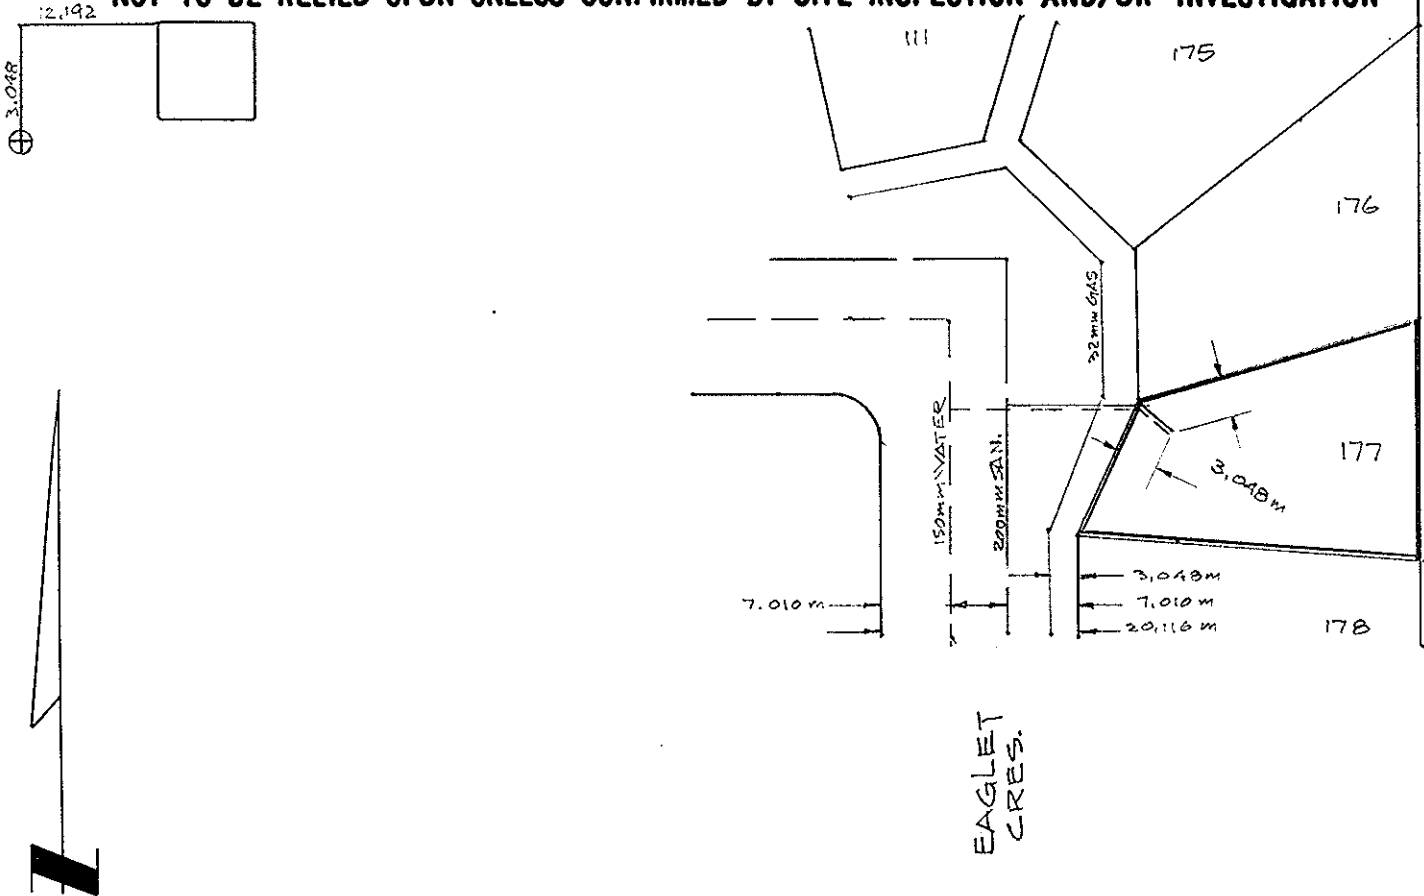 NOT TO BE RELIED UPON UNLESS CONFIRMED BY SITE INSPECTION AND/OR INVESTIGATION
12.192
3.048
111
175
176
32mm GAS
150mm WATER
200mm SAN.
177
3.048m
3.048m
7.010 m
7.010 m
20.116 m
178
EAGLET
CRES.
N